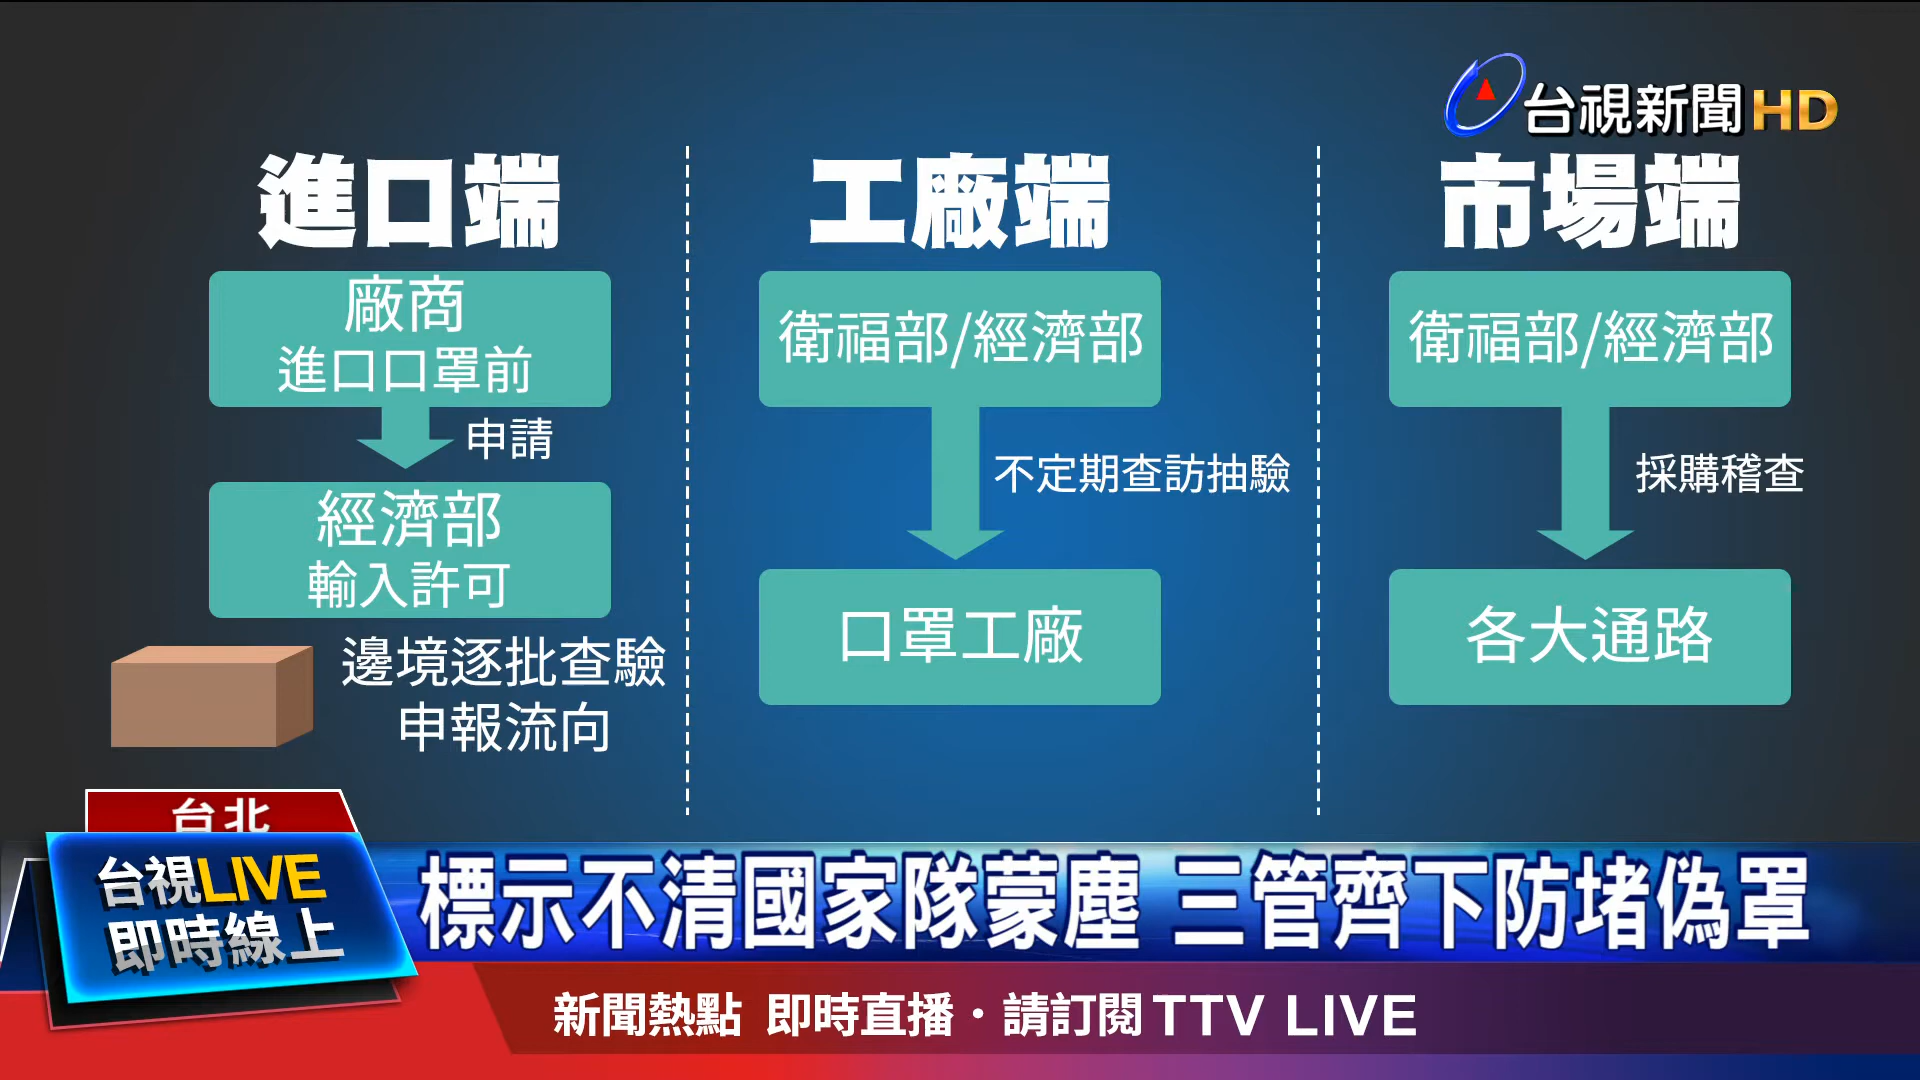 台視新聞HD
進口端
廠商
進口口罩前
申請
經濟部
輸入許可
邊境逐批查驗
申報流向
工廠端
衛福部/經濟部
不定期查訪抽驗
口罩工廠
市場端
衛福部/經濟部
採購稽查
各大通路
台北
台視LIVE
即時線上
標示不清國家隊蒙塵 三管齊下防堵偽罩
新聞熱點 即時直播·請訂閱TTV LIVE